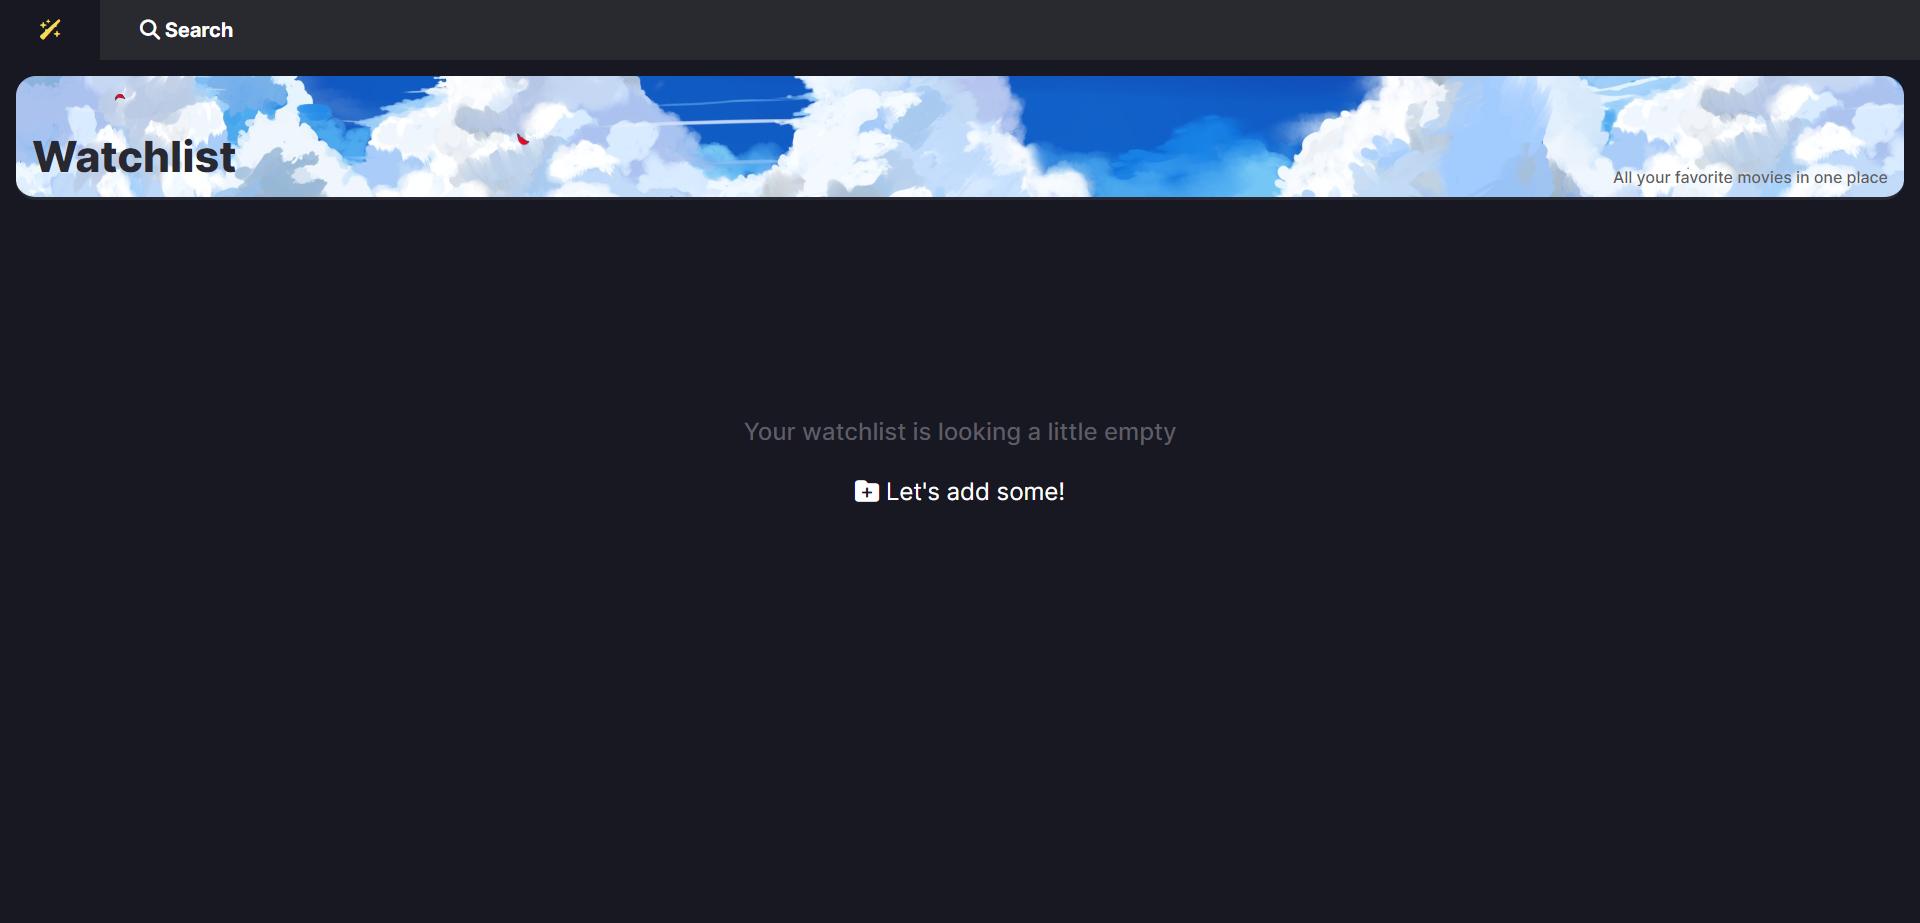 Search
Watchlist
All your favorite movies in one place
Your watchlist is looking a little empty
Let's add some!